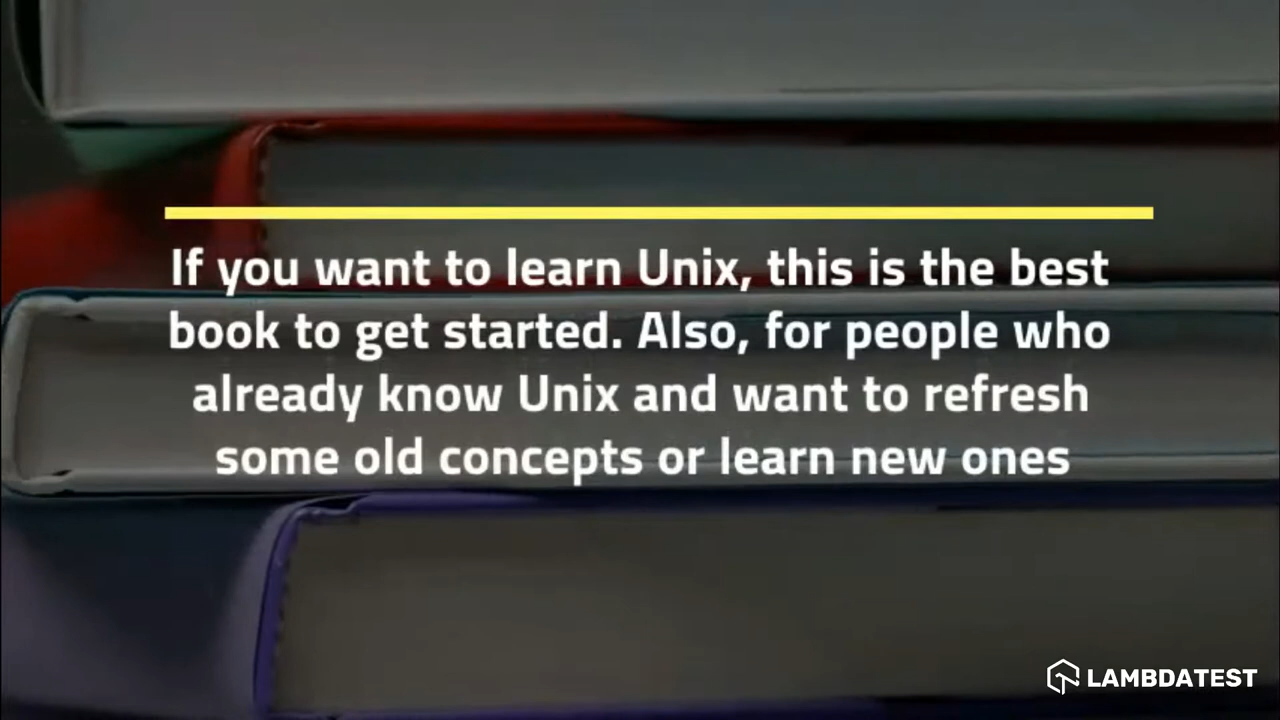 If you want to learn Unix, this is the best
book to get started. Also, for people who
already know Unix and want to refresh
some old concepts or learn new ones
LAMBDATEST